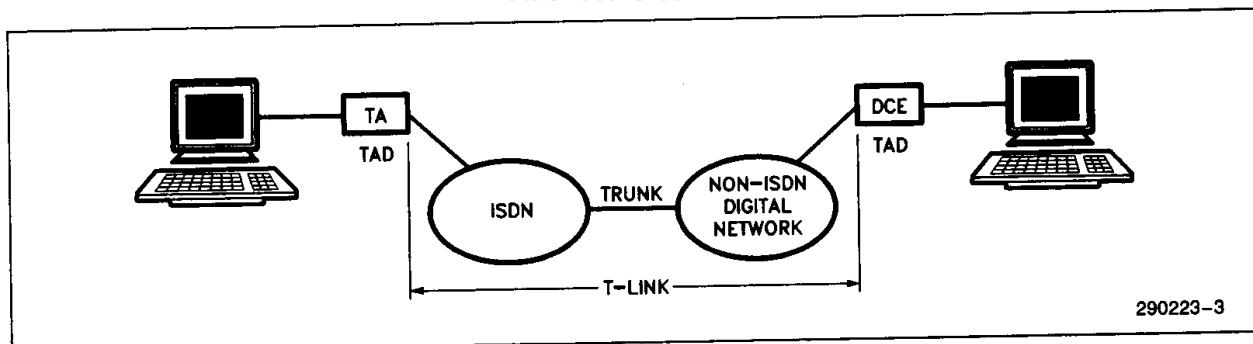 TA
TAD
DCE
TAD
ISDN
TRUNK
NON-ISDN
DIGITAL
NETWORK
T-LINK
290223-3